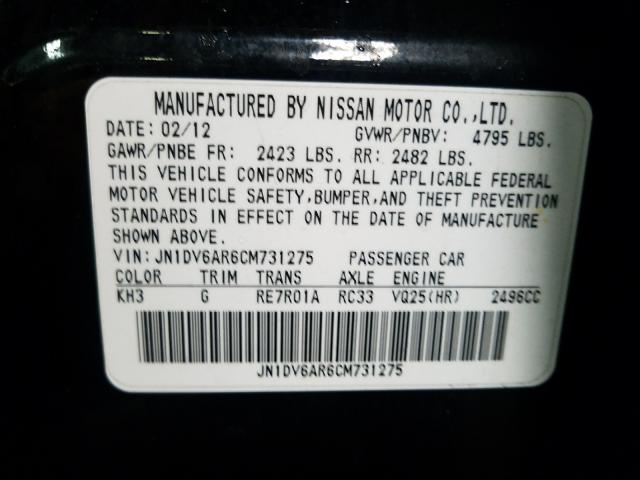 MANUFACTURED BY NISSAN MOTOR CO.,LTD.
DATE: 02/12 GVWR/PNBV: 4795 LBS.
GAWR/PNBE FR: 2423 LBS. RR: 2482 LBS.
THIS VEHICLE CONFORMS TO ALL APPLICABLE FEDERAL
MOTOR VEHICLE SAFETY,BUMPER,AND THEFT PREVENTION
STANDARDS IN EFFECT ON THE DATE OF MANUFACTURE
SHOWN ABOVE.
VIN:JN1DV6AR6CM731275 PASSENGER CAR
COLOR TRIM TRANS AXLE ENGINE
KH3 G RE7R01A RC33 VQ25(HR) 2496CC
JN1DV6AR6CM731275